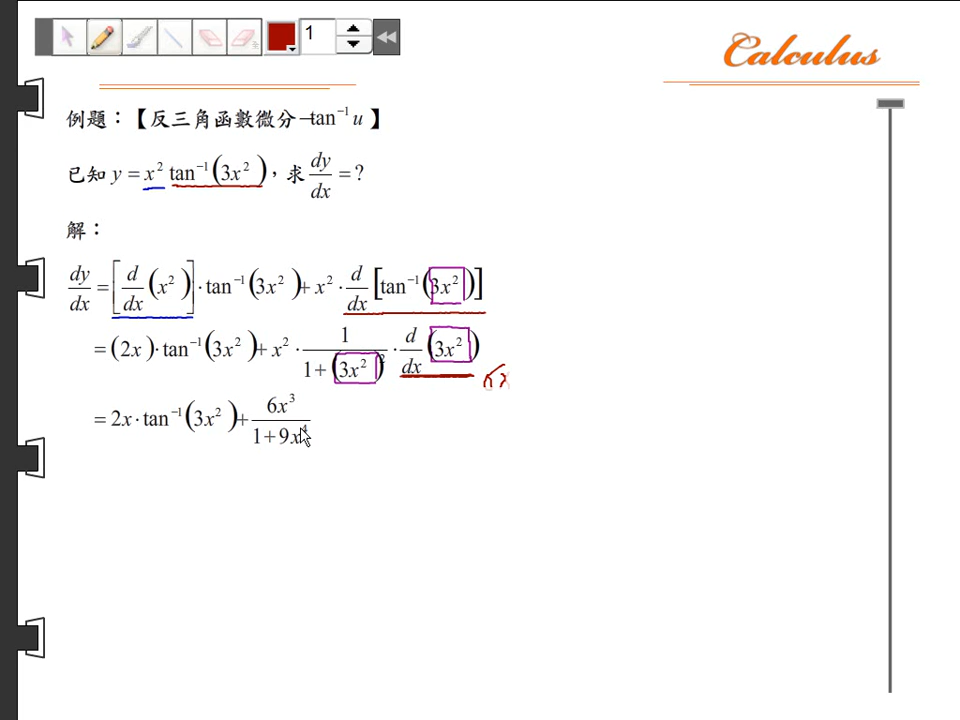 1
Calculus
例題：【反三角函數微分－tan⁻¹ u】
已知 y = x² tan⁻¹(3x²)，求 dy/dx = ?
解：
dy/dx = [d/dx (x²)]·tan⁻¹(3x²) + x² · d/dx [tan⁻¹(3x²)]
= (2x)·tan⁻¹(3x²) + x² · 1/(1+(3x²)²) · d/dx (3x²)
6x
= 2x·tan⁻¹(3x²) + 6x³/(1+9x⁴)